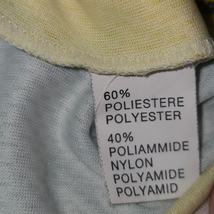 60%
POLIESTERE
POLYESTER
40%
POLIAMMIDE
NYLON
POLYAMIDE
POLYAMID